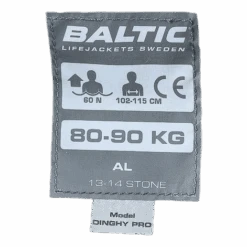 BALTIC
LIFEJACKETS SWEDEN
60 N 102-115 CM CE
80-90 KG
AL
13-14 STONE
Model
DINGHY PRO